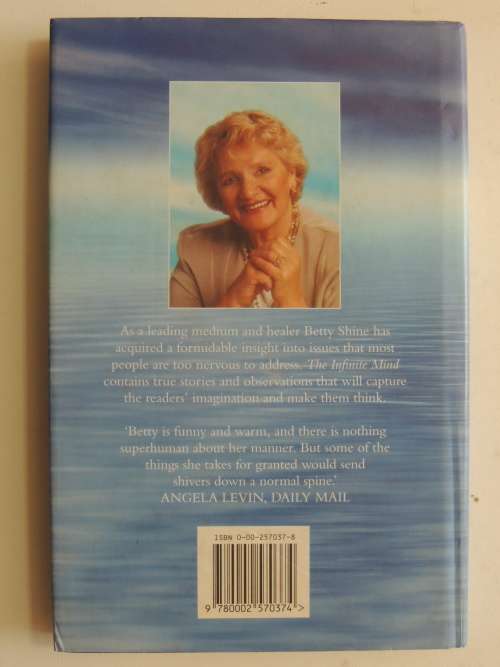 As a leading medium and healer Betty Shine has
acquired a formidable insight into issues that most
people are too nervous to address. The Infinite Mind
contains true stories and observations that will capture
the readers' imagination and make them think.
'Betty is funny and warm, and there is nothing
superhuman about her manner. But some of the
things she takes for granted would send
shivers down a normal spine.'
ANGELA LEVIN, DAILY MAIL
ISBN 0-00-257037-8
9 780002 570374 >